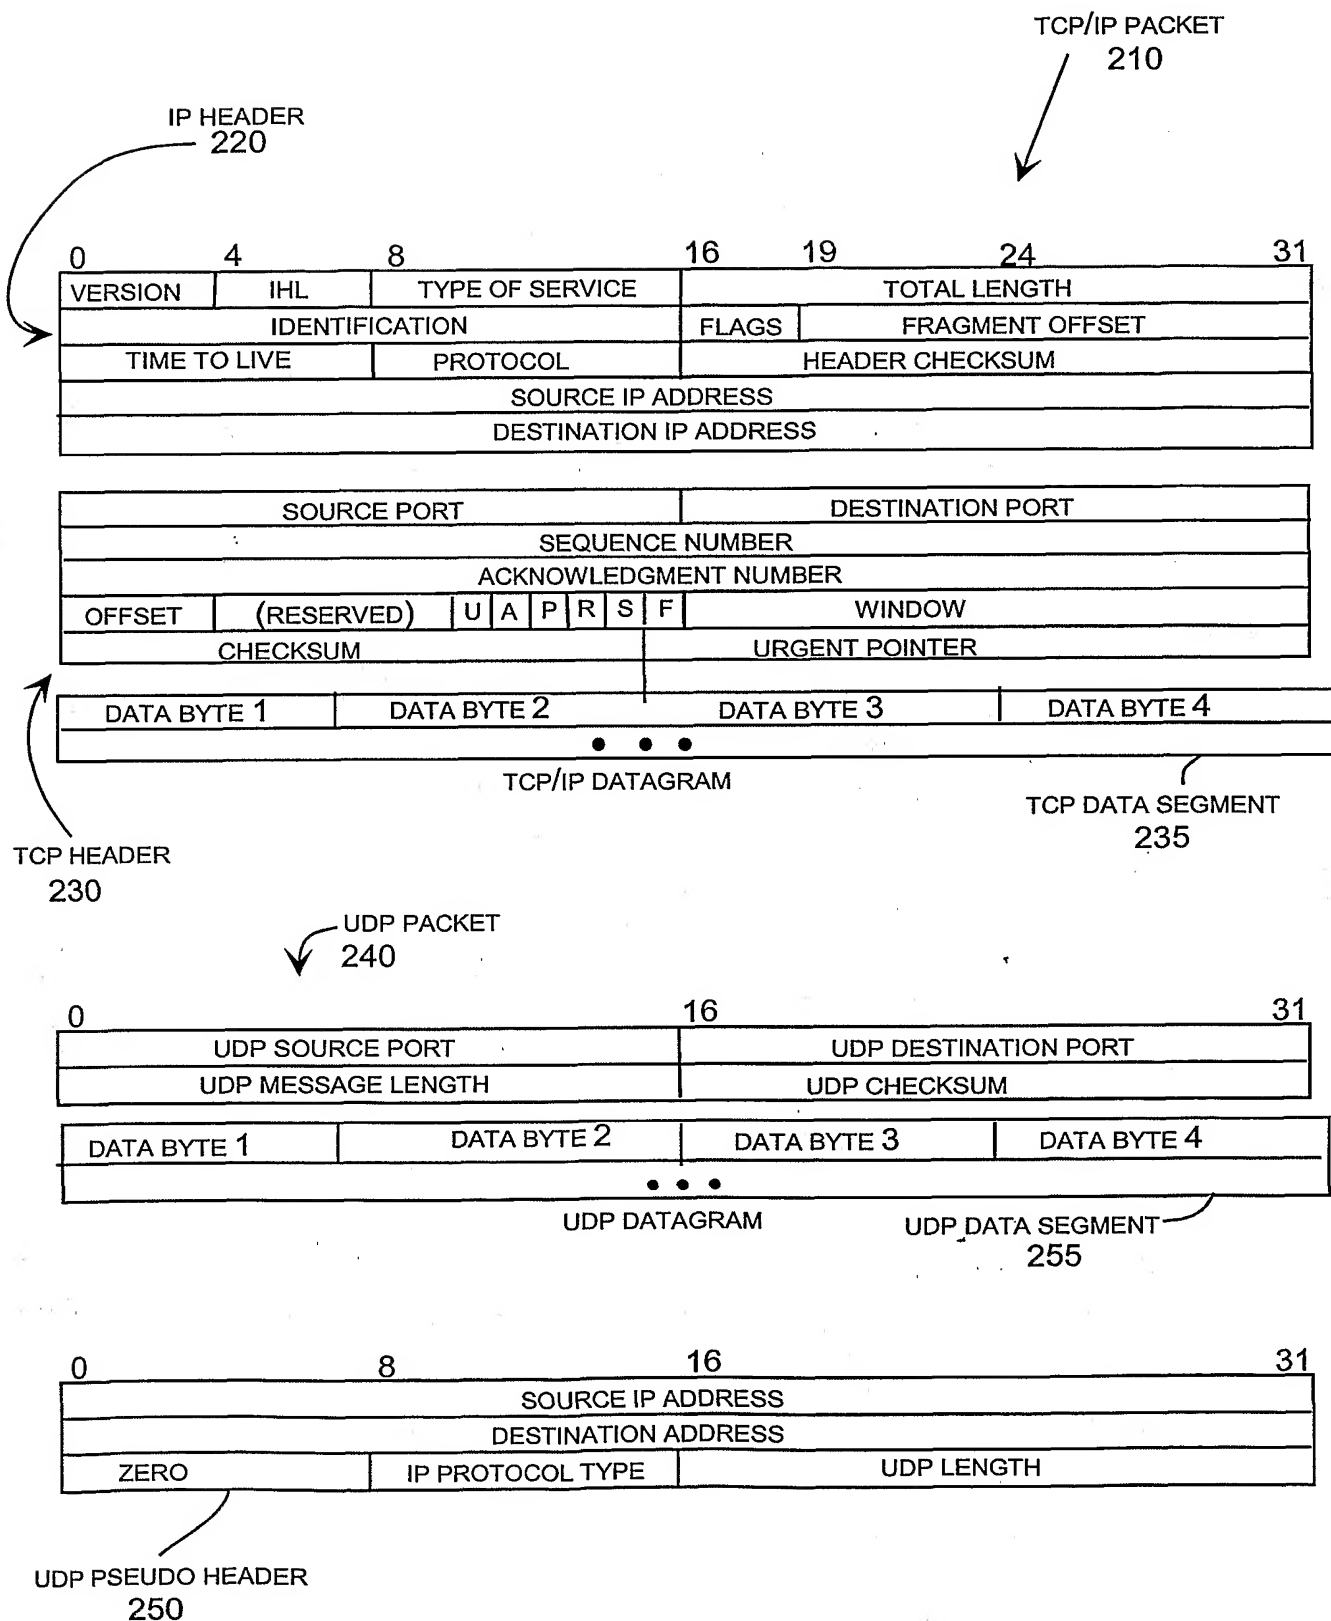 TCP/IP PACKET
210
IP HEADER
220
0 4 8 16 19 24 31
VERSION IHL TYPE OF SERVICE TOTAL LENGTH
IDENTIFICATION FLAGS FRAGMENT OFFSET
TIME TO LIVE PROTOCOL HEADER CHECKSUM
SOURCE IP ADDRESS
DESTINATION IP ADDRESS
SOURCE PORT DESTINATION PORT
SEQUENCE NUMBER
ACKNOWLEDGMENT NUMBER
OFFSET (RESERVED) U A P R S F WINDOW
CHECKSUM URGENT POINTER
DATA BYTE 1 DATA BYTE 2 DATA BYTE 3 DATA BYTE 4
TCP/IP DATAGRAM
TCP DATA SEGMENT
235
TCP HEADER
230
UDP PACKET
240
0 16 31
UDP SOURCE PORT UDP DESTINATION PORT
UDP MESSAGE LENGTH UDP CHECKSUM
DATA BYTE 1 DATA BYTE 2 DATA BYTE 3 DATA BYTE 4
UDP DATAGRAM
UDP DATA SEGMENT
255
0 8 16 31
SOURCE IP ADDRESS
DESTINATION ADDRESS
ZERO IP PROTOCOL TYPE UDP LENGTH
UDP PSEUDO HEADER
250